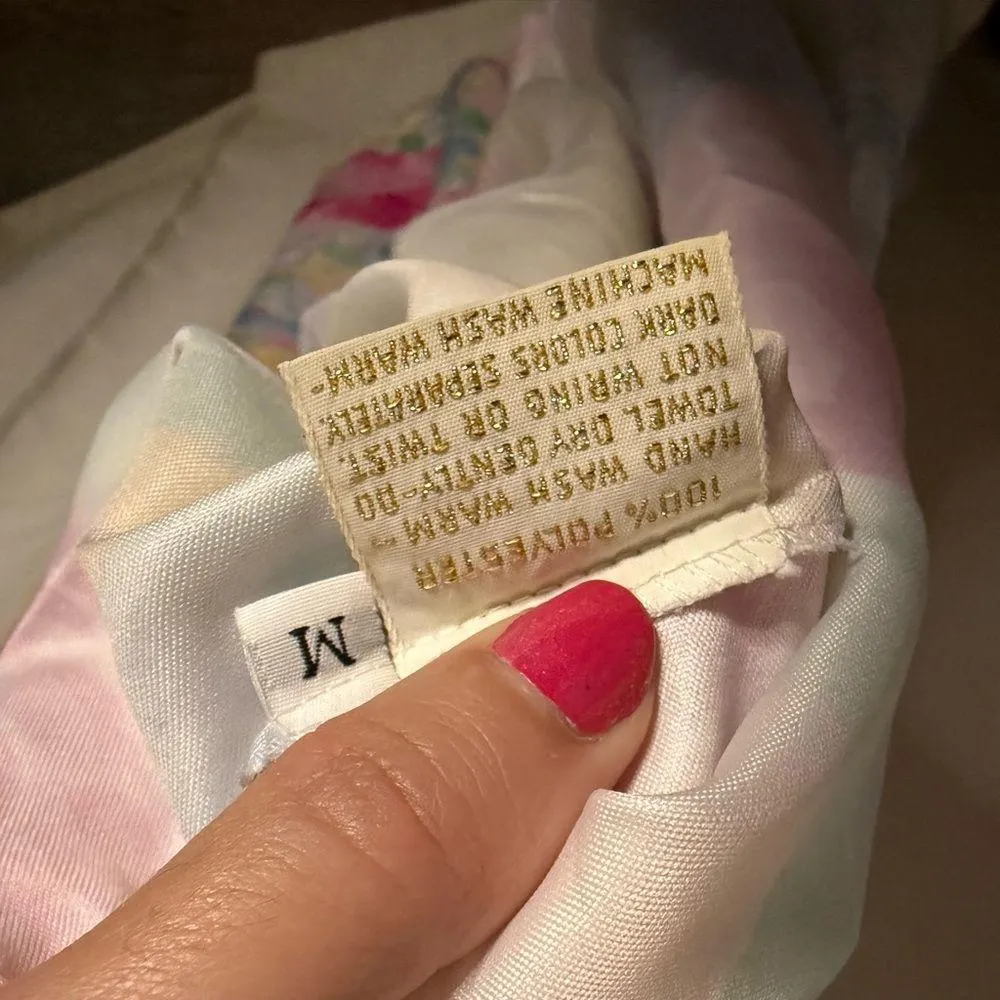 100% POLYESTER
HAND WASH WARM-
TOWEL DRY GENTLY-DO
NOT WRING OR TWIST.
DARK COLORS SEPARATELY.
MACHINE WASH WARM-
M